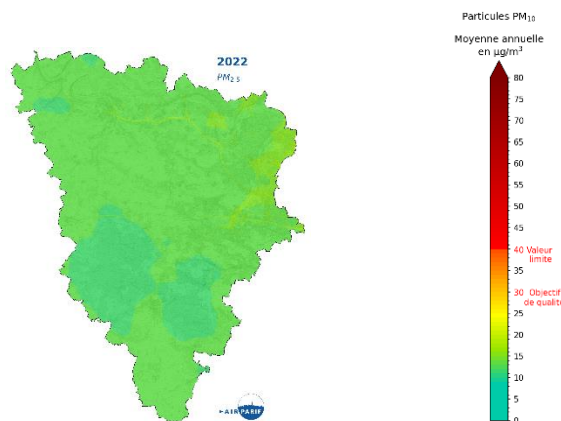 Particules PM₁₀
Moyenne annuelle
en µg/m³
2022
PM₂.₅
80
75
70
65
60
55
50
45
40 Valeur
limite
35
30 Objectif
de qualité
25
20
15
10
5
0
AIRPARIF